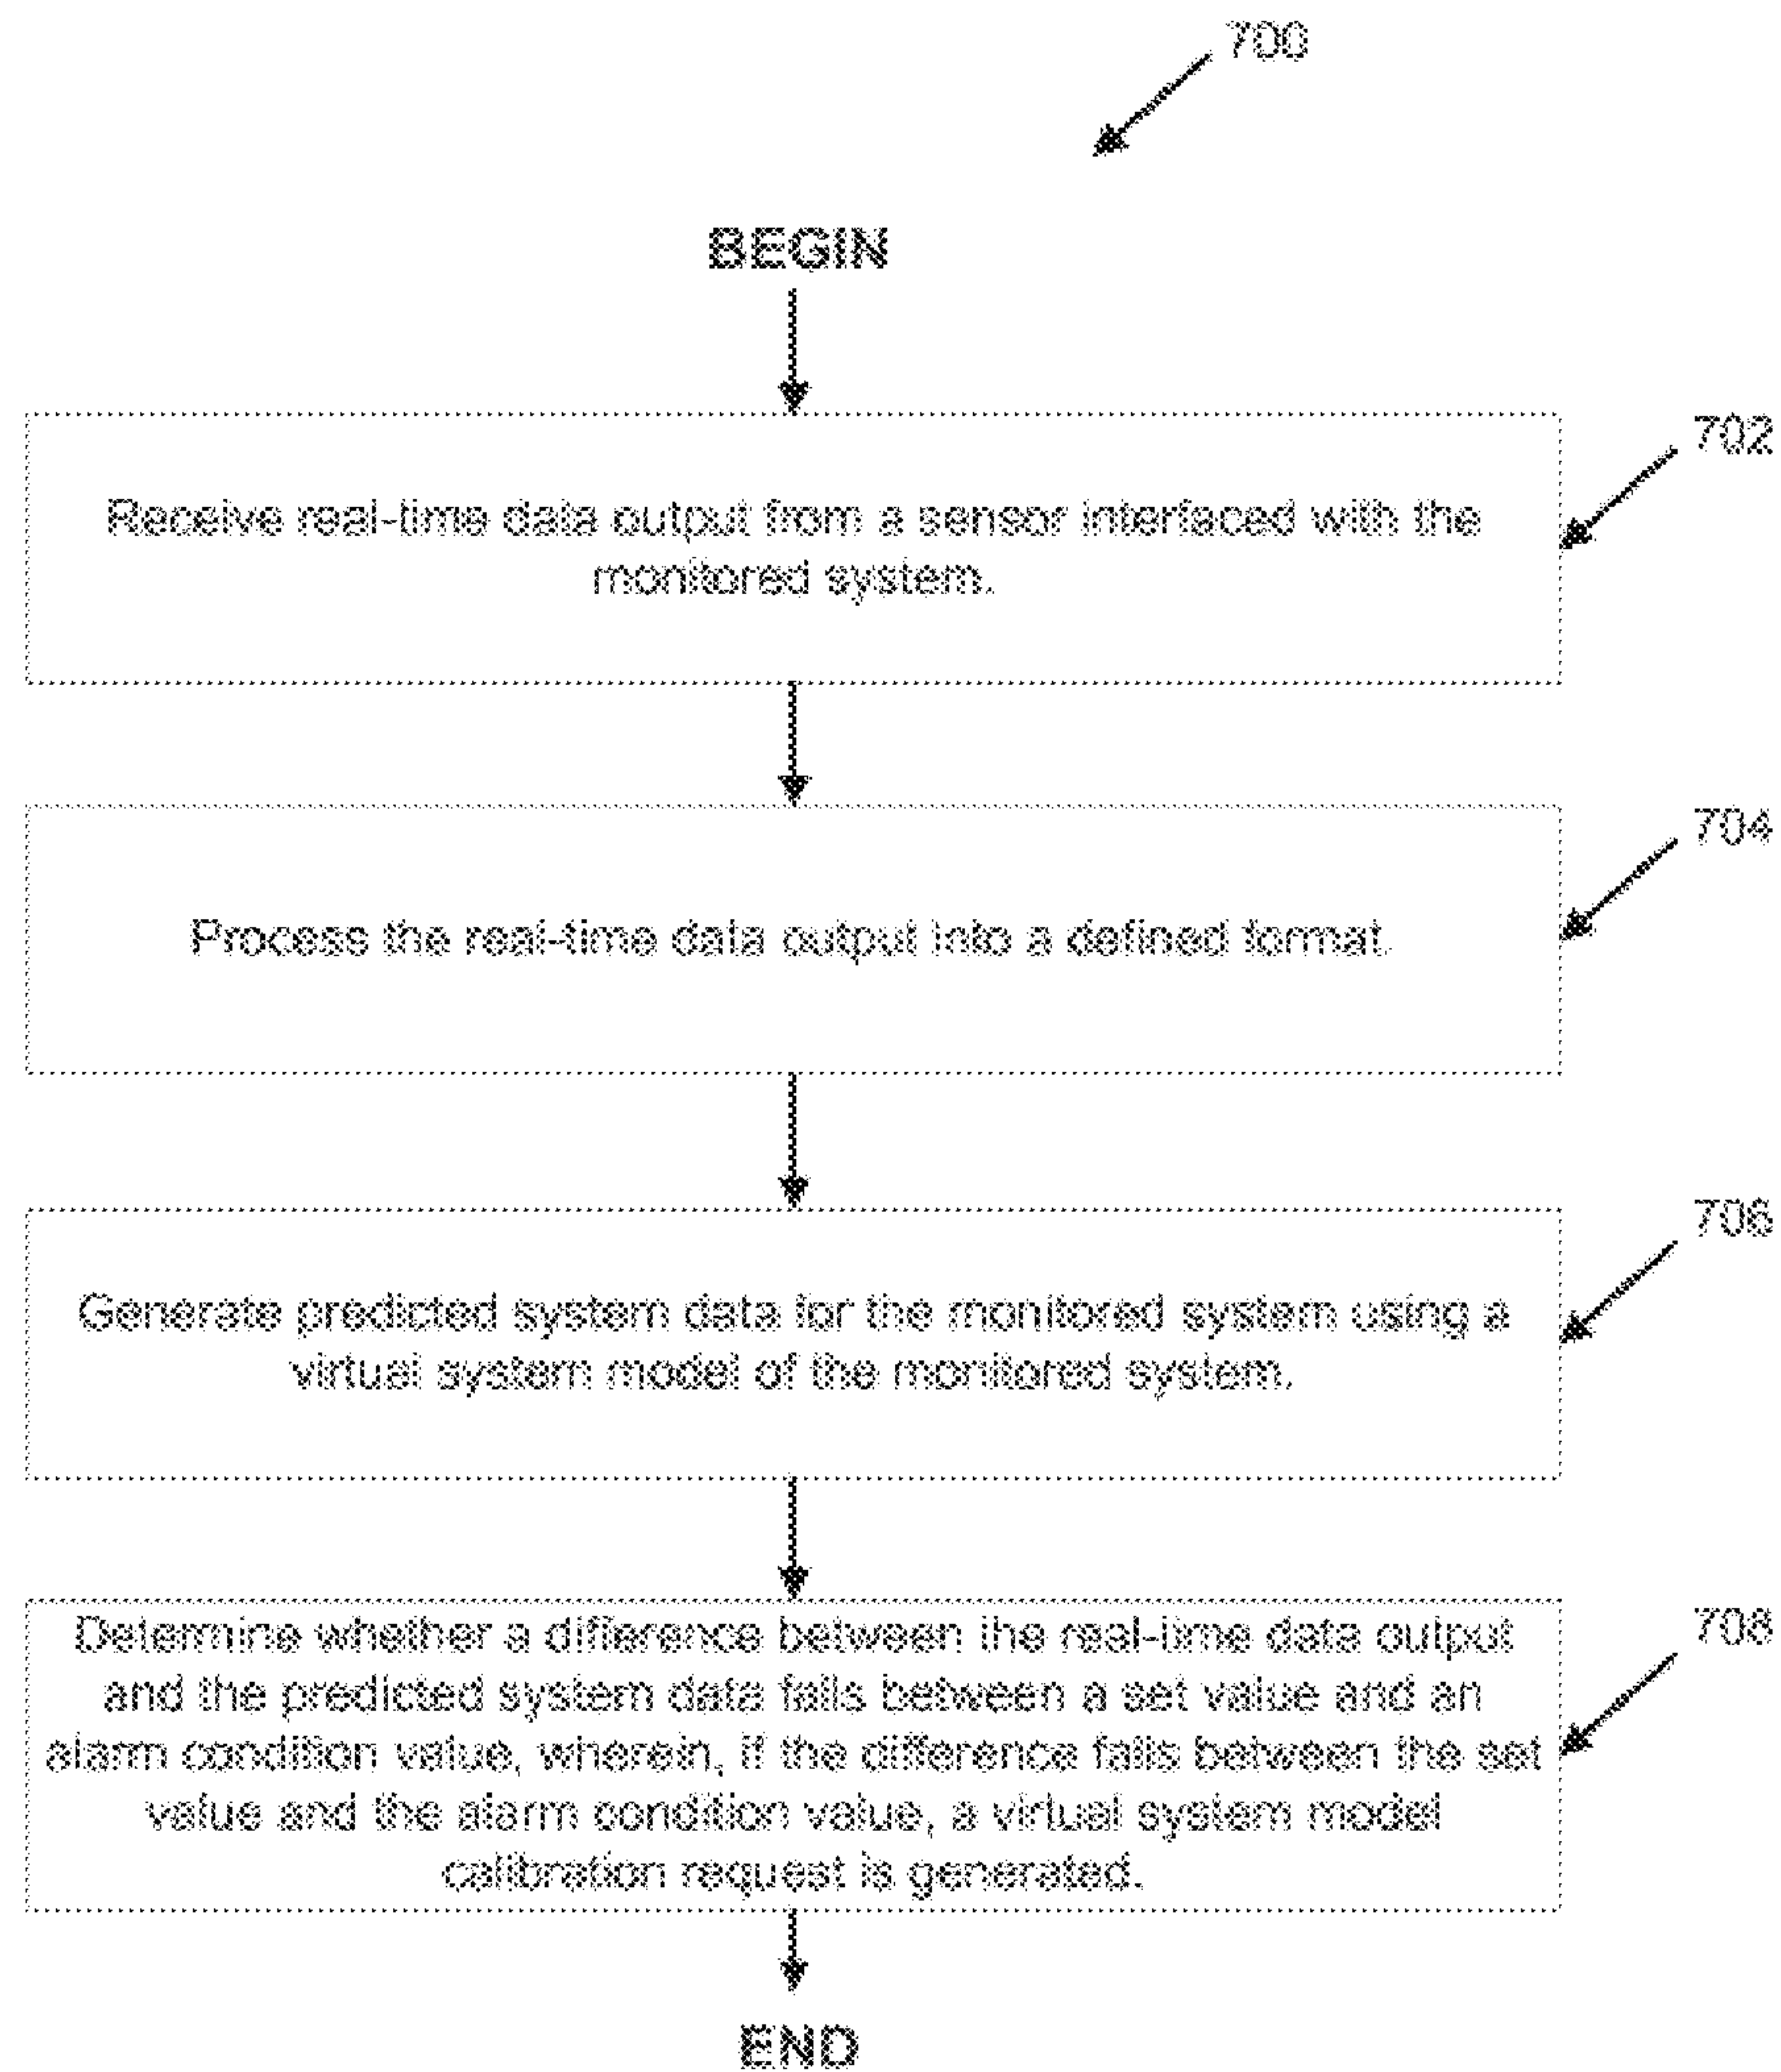 700
BEGIN
702
Receive real-time data output from a sensor interfaced with the
monitored system.
704
Process the real-time data output into a defined format.
706
Generate predicted system data for the monitored system using a
virtual system model of the monitored system.
708
Determine whether a difference between the real-time data output
and the predicted system data falls between a set value and an
alarm condition value, wherein, if the difference falls between the set
value and the alarm condition value, a virtual system model
calibration request is generated.
END